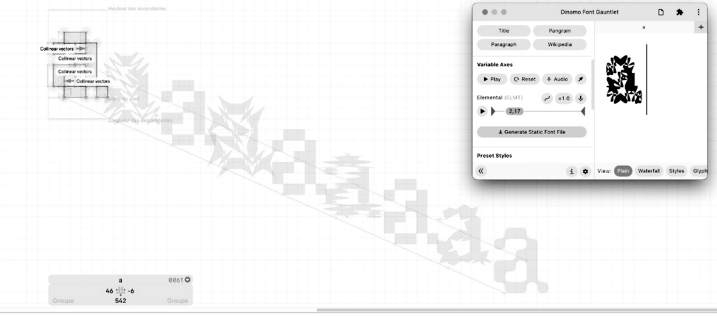 Hauteur des ascendantes
Collinear vectors
Collinear vectors
Collinear vectors
Collinear vectors
a
0061
46
-6
Groupe
542
Groupe
Dinamo Font Gauntlet
Title
Pangram
Paragraph
Wikipedia
Variable Axes
Play
Reset
Audio
Elemental (ELMT)
×1.0
2.17
Generate Static Font File
Preset Styles
a
View:
Plain
Waterfall
Styles
Glyph
a a a a a a a